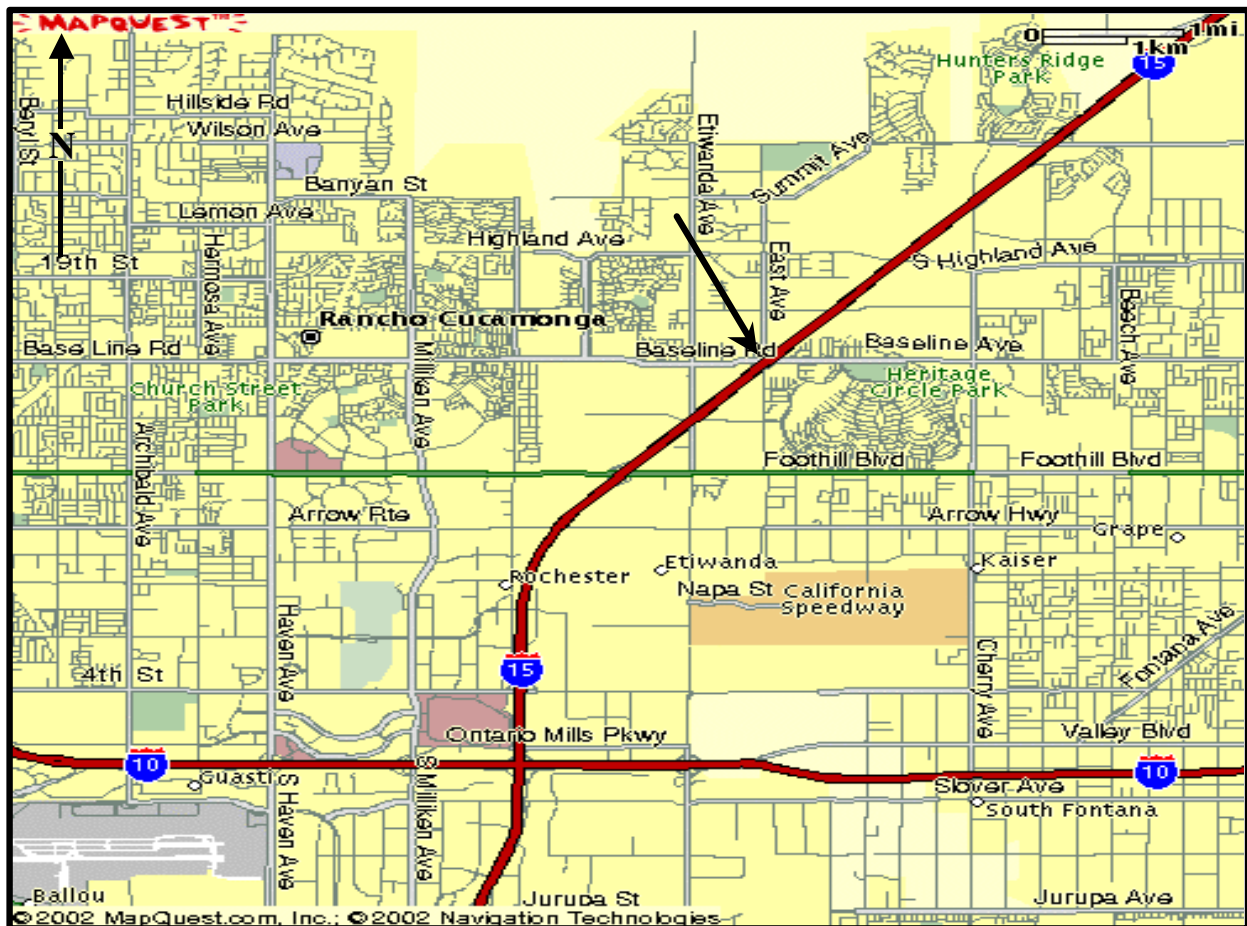 MAPQUEST™
0 1mi
1km
15
Hunters Ridge
Park
Hillside Rd
Wilson Ave
Beryl St
N
Etiwanda Ave
Summit Ave
Banyan St
Lemon Ave
Highland Ave
19th St
Hermosa Ave
East Ave
S Highland Ave
Beech Ave
Rancho Cucamonga
Base Line Rd
Milliken Ave
Baseline Rd
Baseline Ave
Church Street
Park
Heritage
Circle Park
Archibald Ave
Foothill Blvd
Foothill Blvd
Arrow Rte
Arrow Hwy
Grape
Rochester
Etiwanda
Kaiser
Napa St
California
Speedway
Haven Ave
15
4th St
Cherry Ave
Fontana Ave
Ontario Mills Pkwy
Valley Blvd
10
10
Guasti
S Haven Ave
S Milliken Ave
Slover Ave
South Fontana
Ballou
Jurupa St
Jurupa Ave
©2002 MapQuest.com, Inc.; ©2002 Navigation Technologies